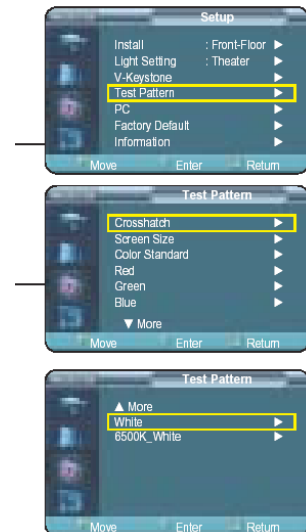 Setup
Install : Front-Floor ▶
Light Setting : Theater ▶
V-Keystone ▶
Test Pattern ▶
PC ▶
Factory Default ▶
Information ▶
Move Enter Return
Test Pattern
Crosshatch ▶
Screen Size ▶
Color Standard ▶
Red ▶
Green ▶
Blue ▶
▼ More
Move Enter Return
Test Pattern
▲ More
White ▶
6500K_White ▶
Move Enter Return